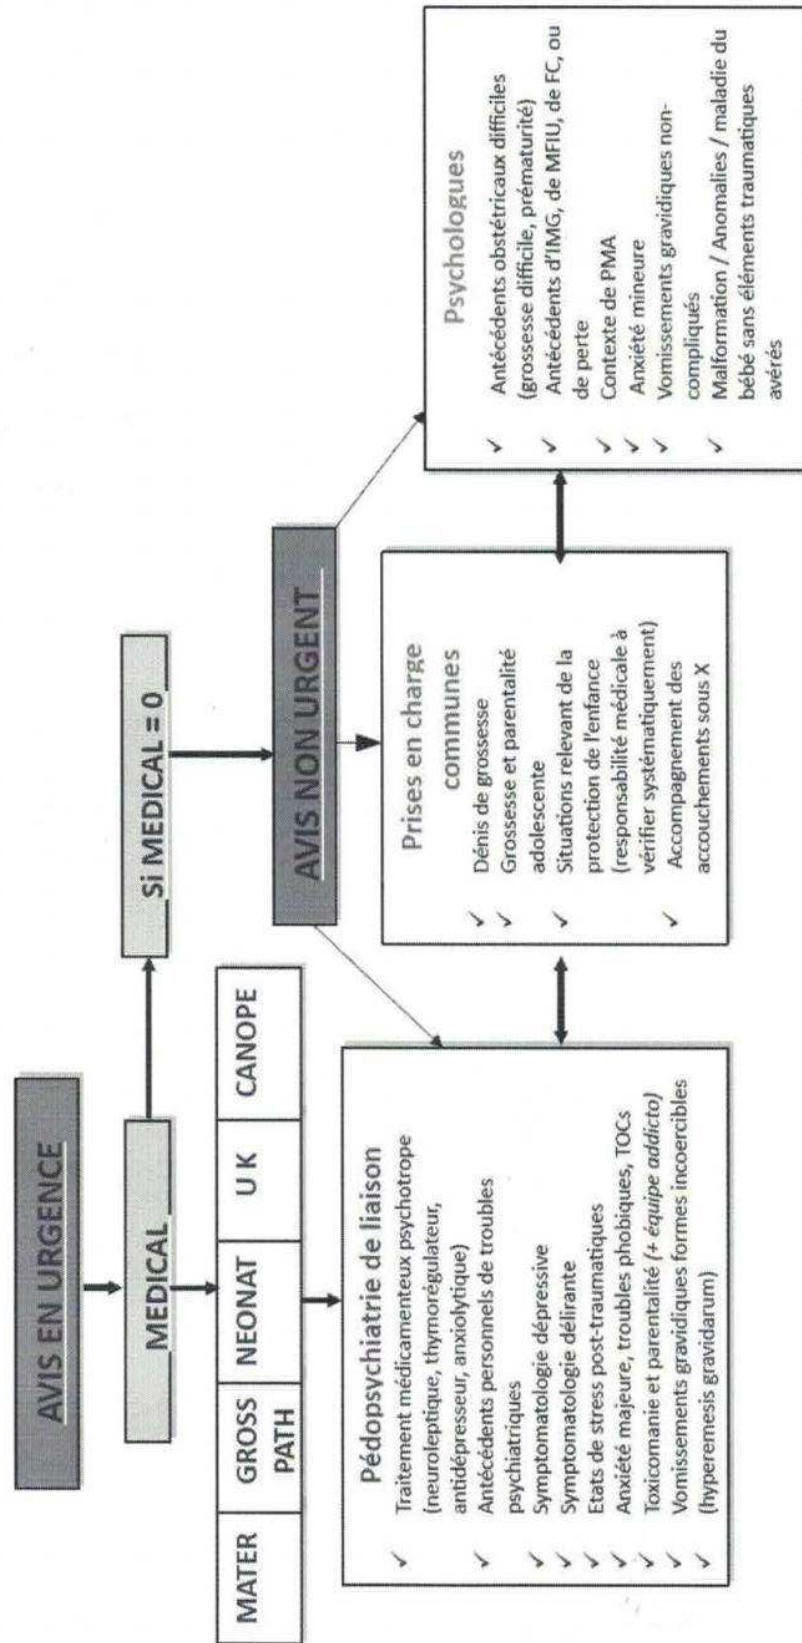 AVIS EN URGENCE
MEDICAL
Si MEDICAL = 0
MATER
GROSS
PATH
NEONAT
U K
CANOPE
AVIS NON URGENT
Pédopsychiatrie de liaison
✓ Traitement médicamenteux psychotrope
(neuroleptique, thymorégulateur,
antidépresseur, anxiolytique)
✓ Antécédents personnels de troubles
psychiatriques
✓ Symptomatologie dépressive
✓ Symptomatologie délirante
✓ Etats de stress post-traumatiques
✓ Anxiété majeure, troubles phobiques, TOCs
✓ Toxicomanie et parentalité (+ équipe addicto)
✓ Vomissements gravidiques formes incoercibles
(hyperemesis gravidarum)
Prises en charge
communes
✓ Dénis de grossesse
✓ Grossesse et parentalité
adolescente
✓ Situations relevant de la
protection de l'enfance
(responsabilité médicale à
vérifier systématiquement)
✓ Accompagnement des
accouchements sous X
Psychologues
✓ Antécédents obstétricaux difficiles
(grossesse difficile, prématurité)
✓ Antécédents d'IMG, de MFIU, de FC, ou
de perte
✓ Contexte de PMA
✓ Anxiété mineure
✓ Vomissements gravidiques non-
compliqués
✓ Malformation / Anomalies / maladie du
bébé sans éléments traumatiques
avérés